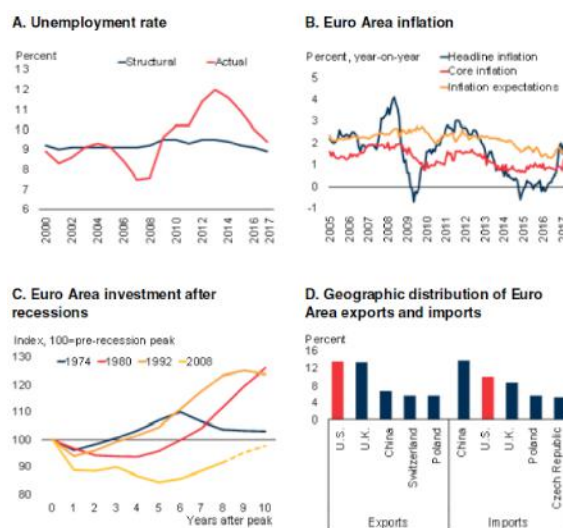 A. Unemployment rate
Percent
Structural Actual
13
12
11
10
9
8
7
6
2000
2002
2004
2006
2008
2010
2012
2014
2016
2017
B. Euro Area inflation
Percent, year-on-year
Headline inflation
Core inflation
Inflation expectations
5
4
3
2
1
0
-1
2005
2006
2007
2008
2009
2010
2011
2012
2013
2014
2015
2016
2017
C. Euro Area investment after
recessions
Index, 100=pre-recession peak
130
1974 1980 1992 2008
120
110
100
90
80
0 1 2 3 4 5 6 7 8 9 10
Years after peak
D. Geographic distribution of Euro
Area exports and imports
Percent
16
12
8
4
0
U.S.
U.K.
China
Switzerland
Poland
China
U.S.
U.K.
Poland
Czech Republic
Exports Imports